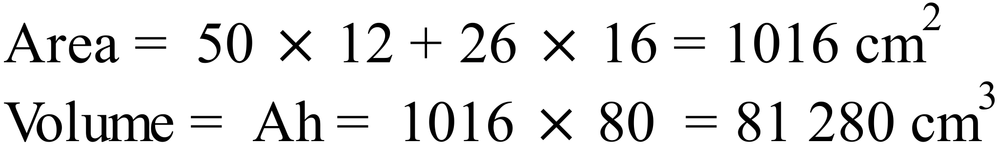 Area = 50 × 12 + 26 × 16 = 1016 cm²
Volume = Ah = 1016 × 80 = 81 280 cm³